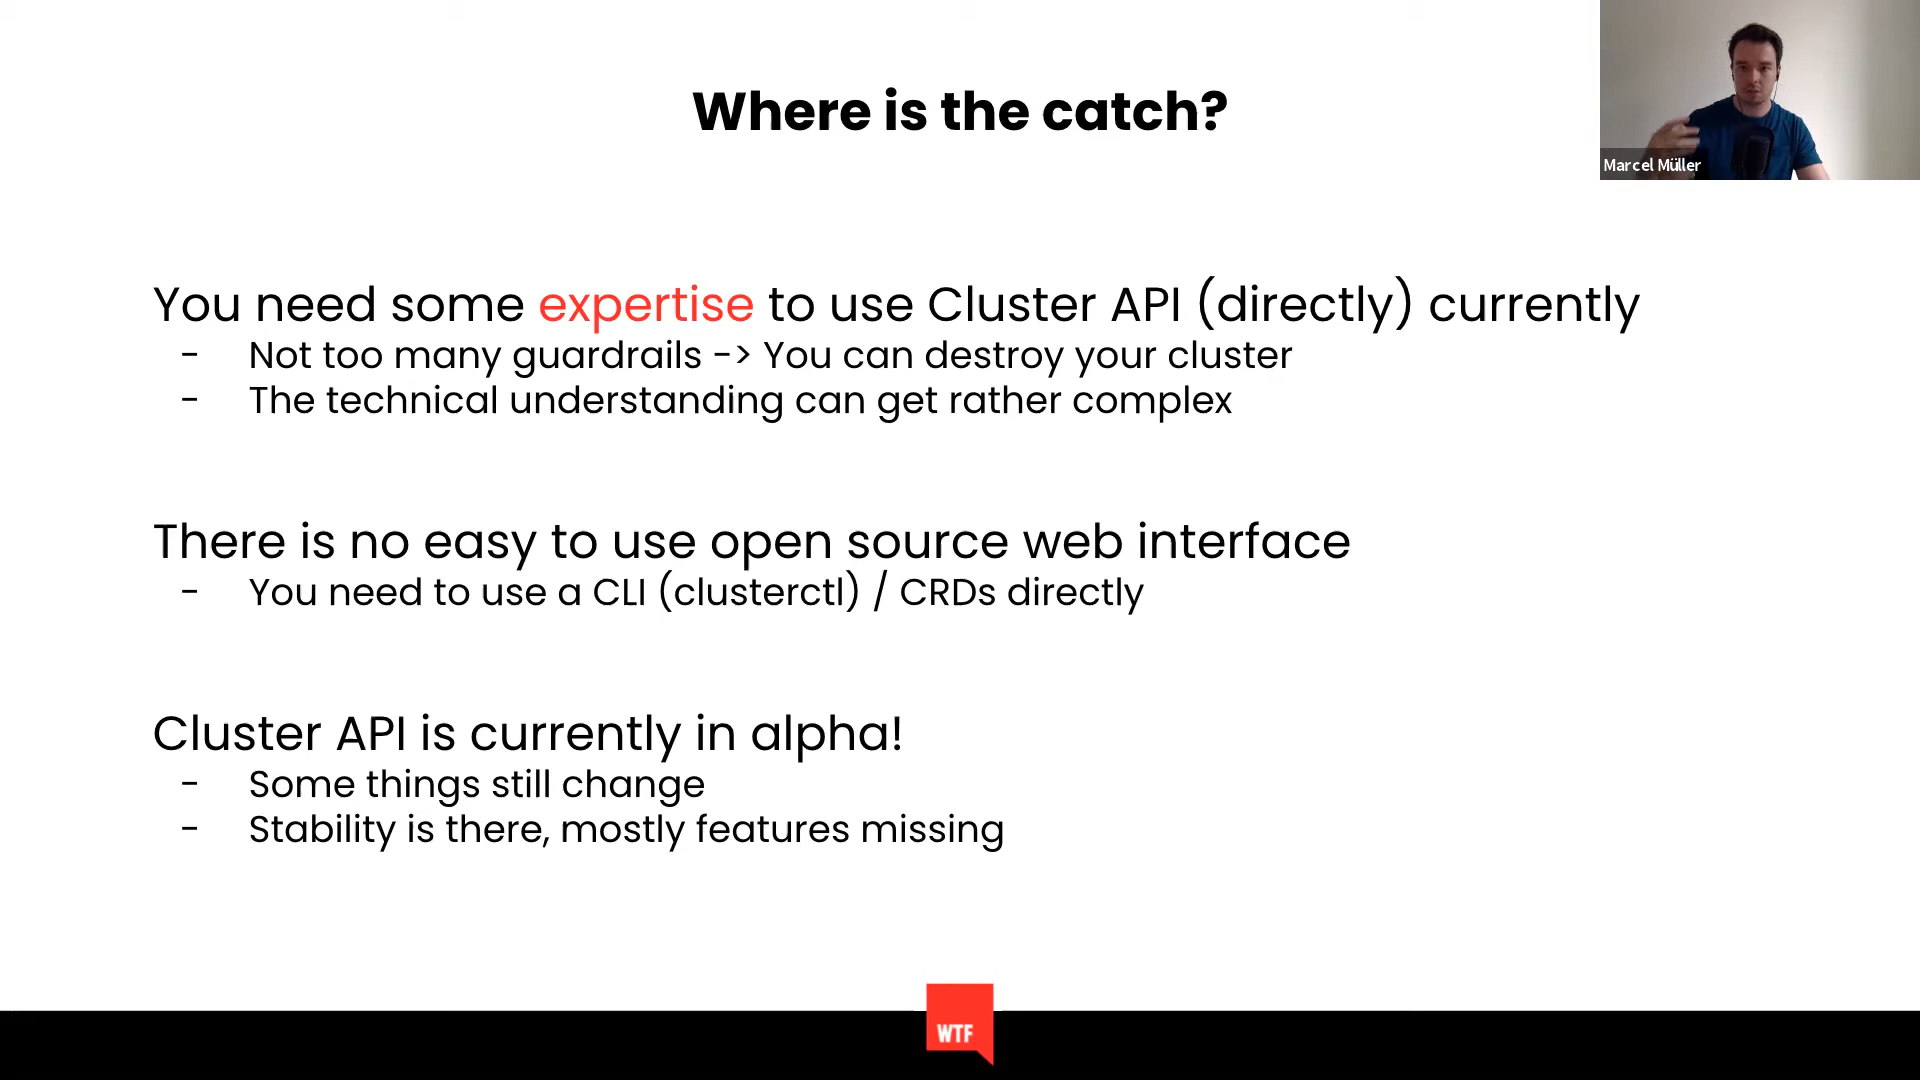 Where is the catch?
Marcel Müller
You need some expertise to use Cluster API (directly) currently
- Not too many guardrails -> You can destroy your cluster
- The technical understanding can get rather complex
There is no easy to use open source web interface
- You need to use a CLI (clusterctl) / CRDs directly
Cluster API is currently in alpha!
- Some things still change
- Stability is there, mostly features missing
WTF